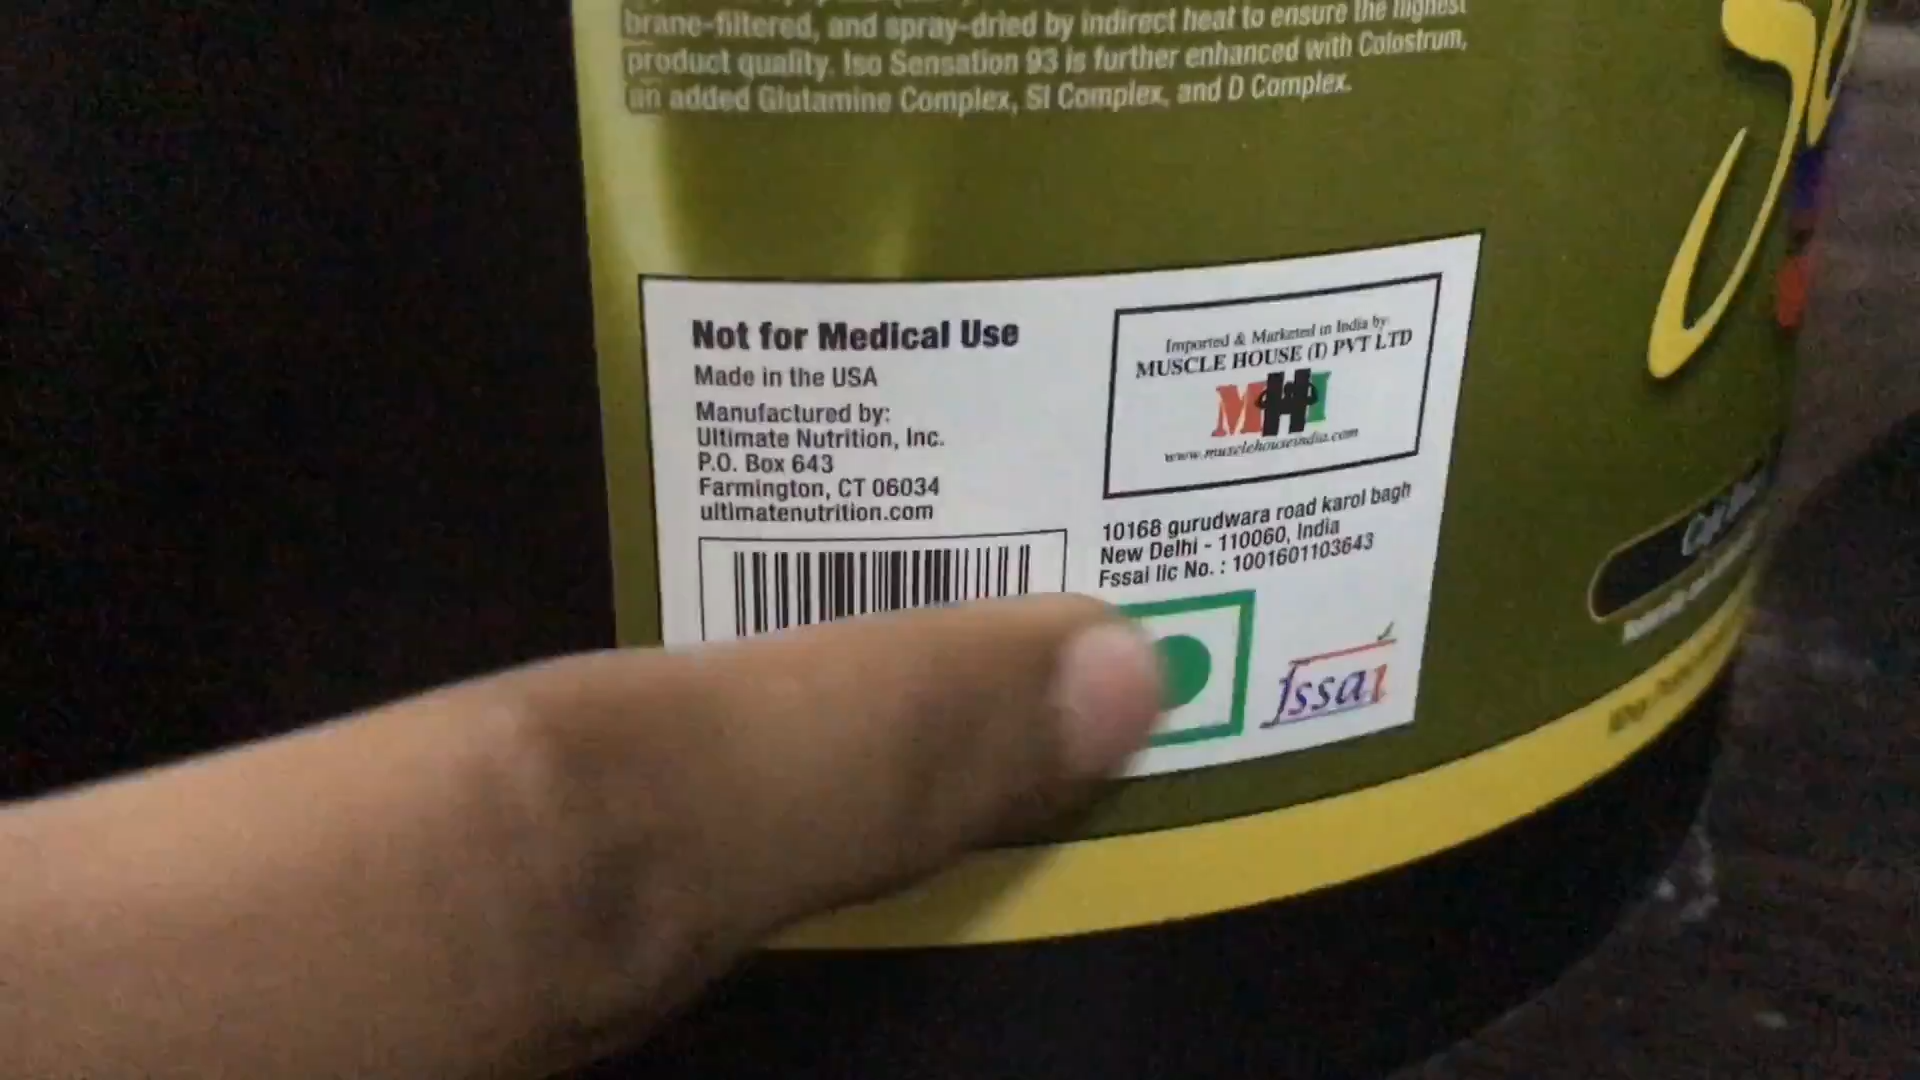 brane-filtered, and spray-dried by indirect heat to ensure the highest
product quality. Iso Sensation 93 is further enhanced with Colostrum,
an added Glutamine Complex, SI Complex, and D Complex.
Not for Medical Use
Made in the USA
Manufactured by:
Ultimate Nutrition, Inc.
P.O. Box 643
Farmington, CT 06034
ultimatenutrition.com
Imported & Marketed in India by:
MUSCLE HOUSE (I) PVT LTD
MHI
www.musclehouseindia.com
10168 gurudwara road karol bagh
New Delhi - 110060, India
Fssai lic No. : 1001601103643
fssai